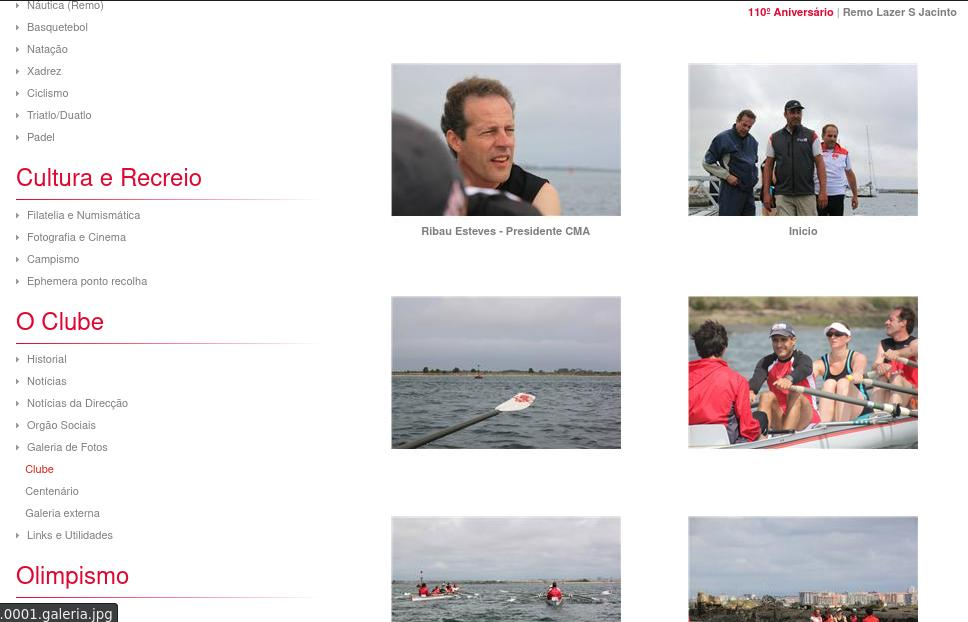 Náutica (Remo)
Basquetebol
Natação
Xadrez
Ciclismo
Triatlo/Duatlo
Padel
Cultura e Recreio
Filatelia e Numismática
Fotografia e Cinema
Campismo
Ephemera ponto recolha
O Clube
Historial
Notícias
Notícias da Direcção
Orgão Sociais
Galeria de Fotos
Clube
Centenário
Galeria externa
Links e Utilidades
Olimpismo
.0001.galeria.jpg
110º Aniversário | Remo Lazer S Jacinto
Ribau Esteves - Presidente CMA
Inicio